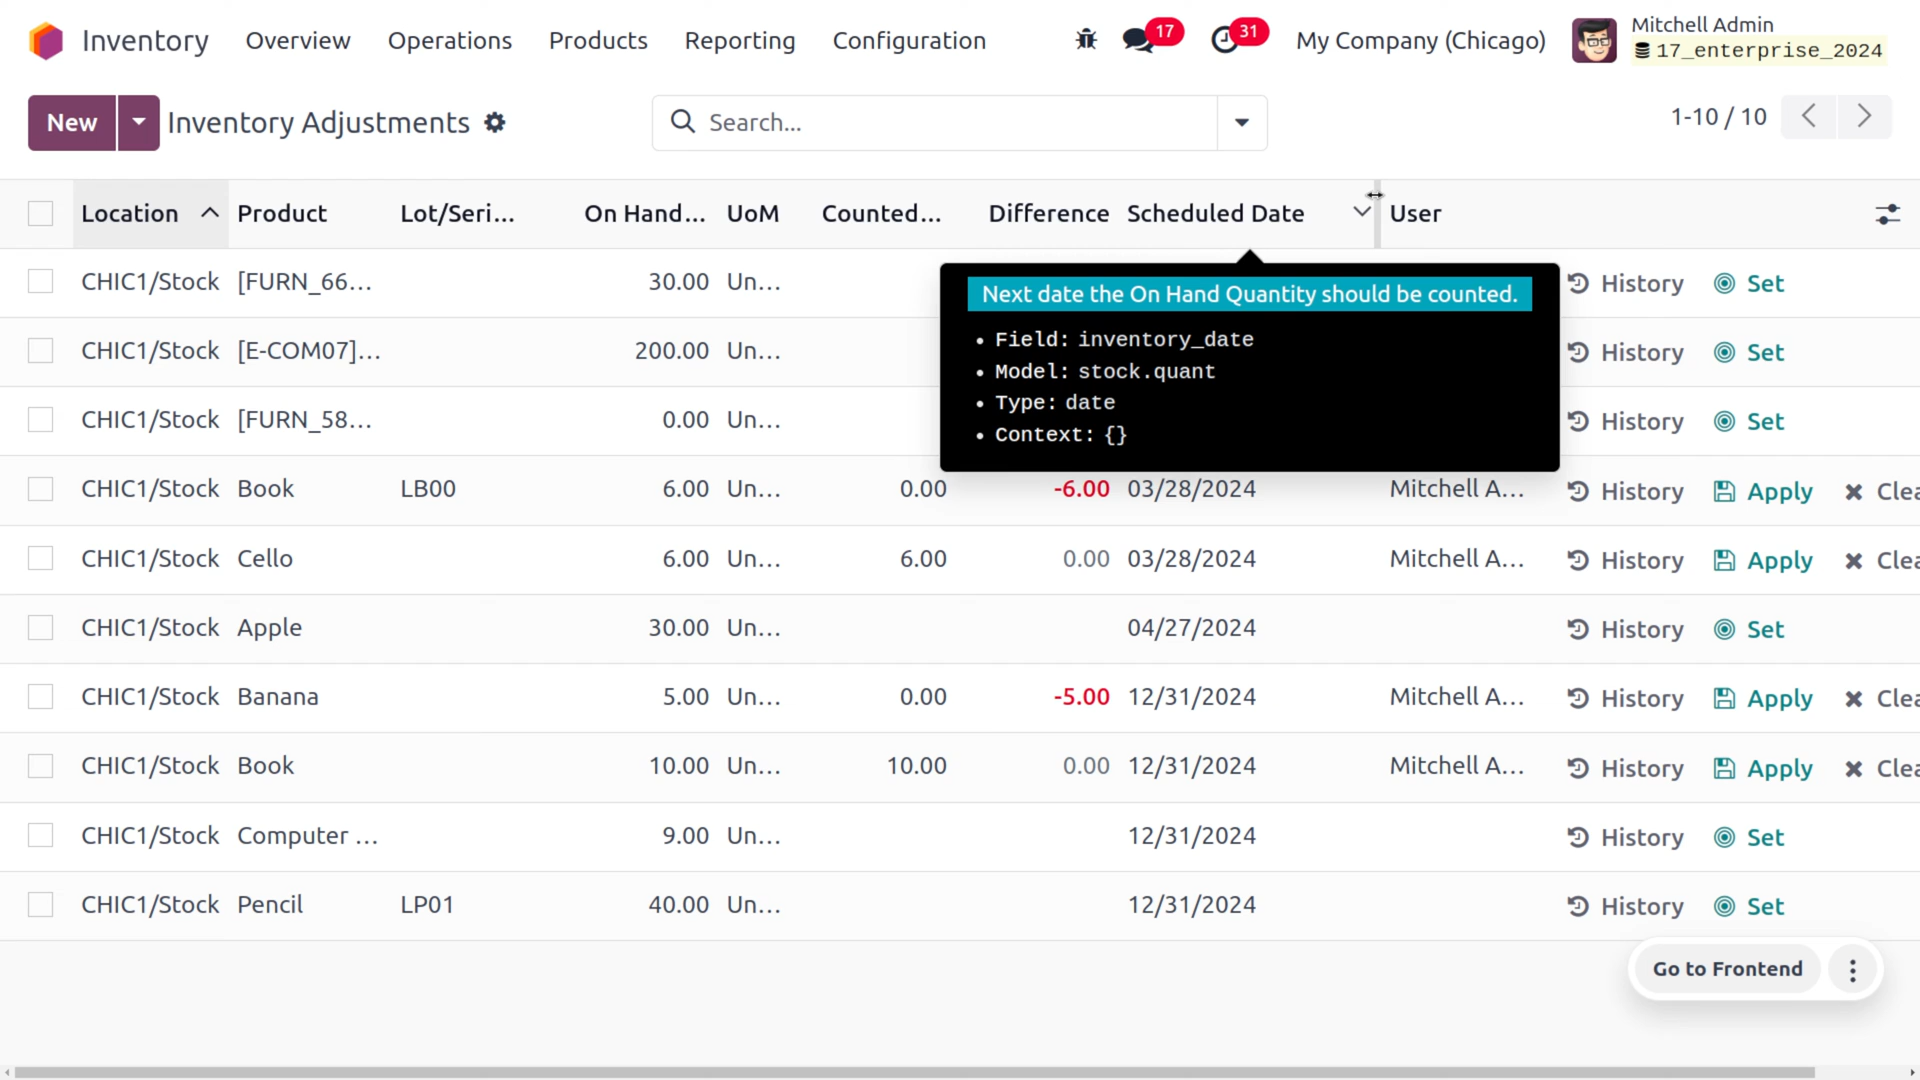 Inventory Overview Operations Products Reporting Configuration 17 31 My Company (Chicago) Mitchell Admin
17_enterprise_2024
New Inventory Adjustments Search... 1-10 / 10
Location Product Lot/Seri... On Hand... UoM Counted... Difference Scheduled Date User
CHIC1/Stock [FURN_66... 30.00 Un... History Set
Next date the On Hand Quantity should be counted.
Field: inventory_date
CHIC1/Stock [E-COM07]... 200.00 Un... History Set
Model: stock.quant
Type: date
CHIC1/Stock [FURN_58... 0.00 Un... History Set
Context: {}
CHIC1/Stock Book LB00 6.00 Un... 0.00 -6.00 03/28/2024 Mitchell A... History Apply Clea
CHIC1/Stock Cello 6.00 Un... 6.00 0.00 03/28/2024 Mitchell A... History Apply Clea
CHIC1/Stock Apple 30.00 Un... 04/27/2024 History Set
CHIC1/Stock Banana 5.00 Un... 0.00 -5.00 12/31/2024 Mitchell A... History Apply Clea
CHIC1/Stock Book 10.00 Un... 10.00 0.00 12/31/2024 Mitchell A... History Apply Clea
CHIC1/Stock Computer ... 9.00 Un... 12/31/2024 History Set
CHIC1/Stock Pencil LP01 40.00 Un... 12/31/2024 History Set
Go to Frontend